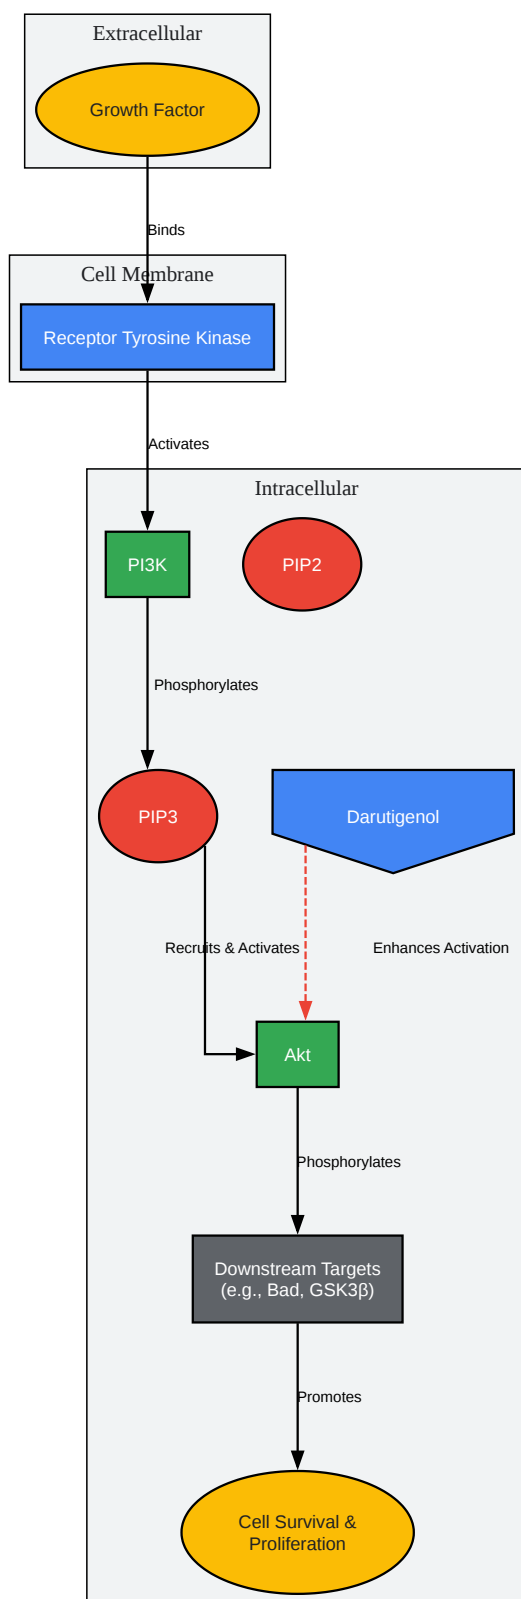 Extracellular
Growth Factor
Binds
Cell Membrane
Receptor Tyrosine Kinase
Activates
Intracellular
PI3K
PIP2
Phosphorylates
PIP3
Darutigenol
Recruits & Activates
Enhances Activation
Akt
Phosphorylates
Downstream Targets
(e.g., Bad, GSK3β)
Promotes
Cell Survival &
Proliferation